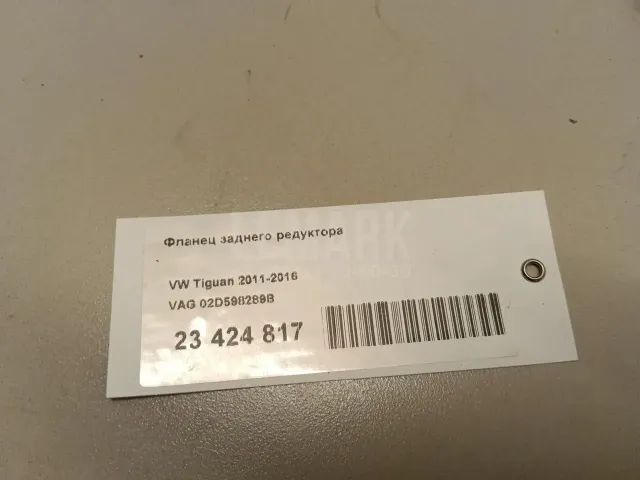 Фланец заднего редуктора
VW Tiguan 2011-2016
VAG 02D598289B
23 424 817